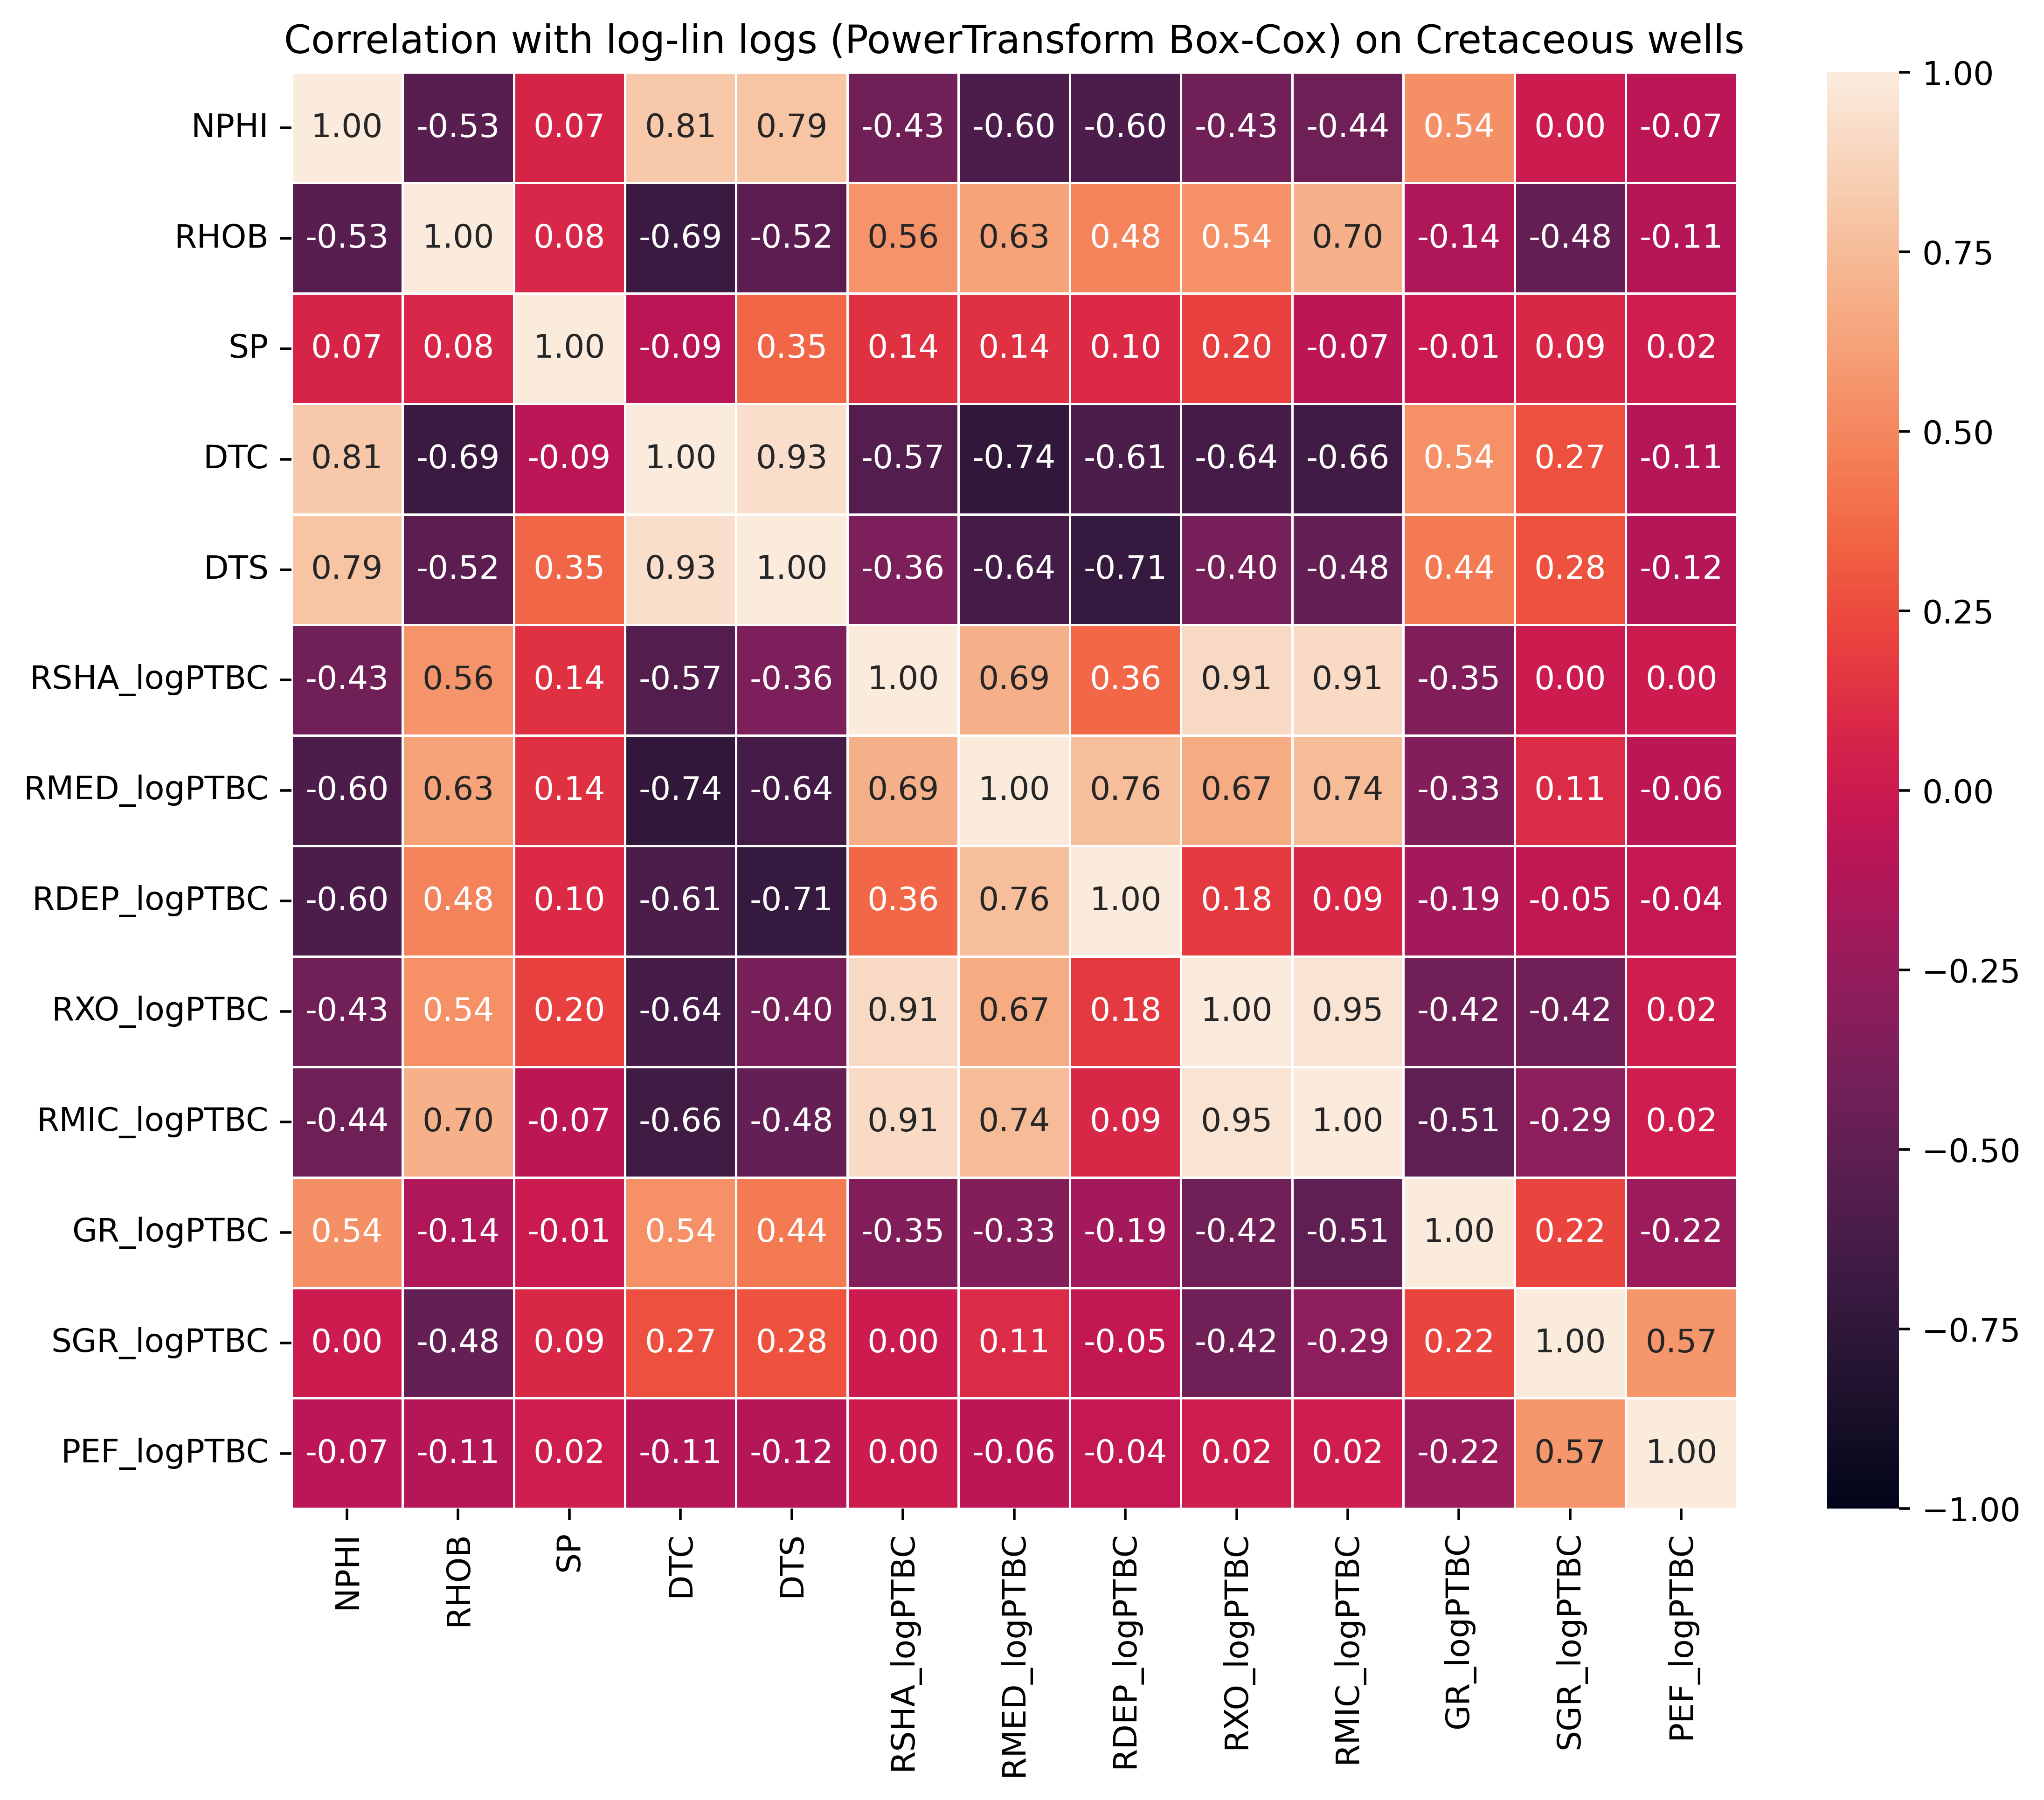 Correlation with log-lin logs (PowerTransform Box-Cox) on Cretaceous wells
NPHI 1.00 -0.53 0.07 0.81 0.79 -0.43 -0.60 -0.60 -0.43 -0.44 0.54 0.00 -0.07
RHOB -0.53 1.00 0.08 -0.69 -0.52 0.56 0.63 0.48 0.54 0.70 -0.14 -0.48 -0.11
SP 0.07 0.08 1.00 -0.09 0.35 0.14 0.14 0.10 0.20 -0.07 -0.01 0.09 0.02
DTC 0.81 -0.69 -0.09 1.00 0.93 -0.57 -0.74 -0.61 -0.64 -0.66 0.54 0.27 -0.11
DTS 0.79 -0.52 0.35 0.93 1.00 -0.36 -0.64 -0.71 -0.40 -0.48 0.44 0.28 -0.12
RSHA_logPTBC -0.43 0.56 0.14 -0.57 -0.36 1.00 0.69 0.36 0.91 0.91 -0.35 0.00 0.00
RMED_logPTBC -0.60 0.63 0.14 -0.74 -0.64 0.69 1.00 0.76 0.67 0.74 -0.33 0.11 -0.06
RDEP_logPTBC -0.60 0.48 0.10 -0.61 -0.71 0.36 0.76 1.00 0.18 0.09 -0.19 -0.05 -0.04
RXO_logPTBC -0.43 0.54 0.20 -0.64 -0.40 0.91 0.67 0.18 1.00 0.95 -0.42 -0.42 0.02
RMIC_logPTBC -0.44 0.70 -0.07 -0.66 -0.48 0.91 0.74 0.09 0.95 1.00 -0.51 -0.29 0.02
GR_logPTBC 0.54 -0.14 -0.01 0.54 0.44 -0.35 -0.33 -0.19 -0.42 -0.51 1.00 0.22 -0.22
SGR_logPTBC 0.00 -0.48 0.09 0.27 0.28 0.00 0.11 -0.05 -0.42 -0.29 0.22 1.00 0.57
PEF_logPTBC -0.07 -0.11 0.02 -0.11 -0.12 0.00 -0.06 -0.04 0.02 0.02 -0.22 0.57 1.00
NPHI
RHOB
SP
DTC
DTS
RSHA_logPTBC
RMED_logPTBC
RDEP_logPTBC
RXO_logPTBC
RMIC_logPTBC
GR_logPTBC
SGR_logPTBC
PEF_logPTBC
1.00
0.75
0.50
0.25
0.00
−0.25
−0.50
−0.75
−1.00